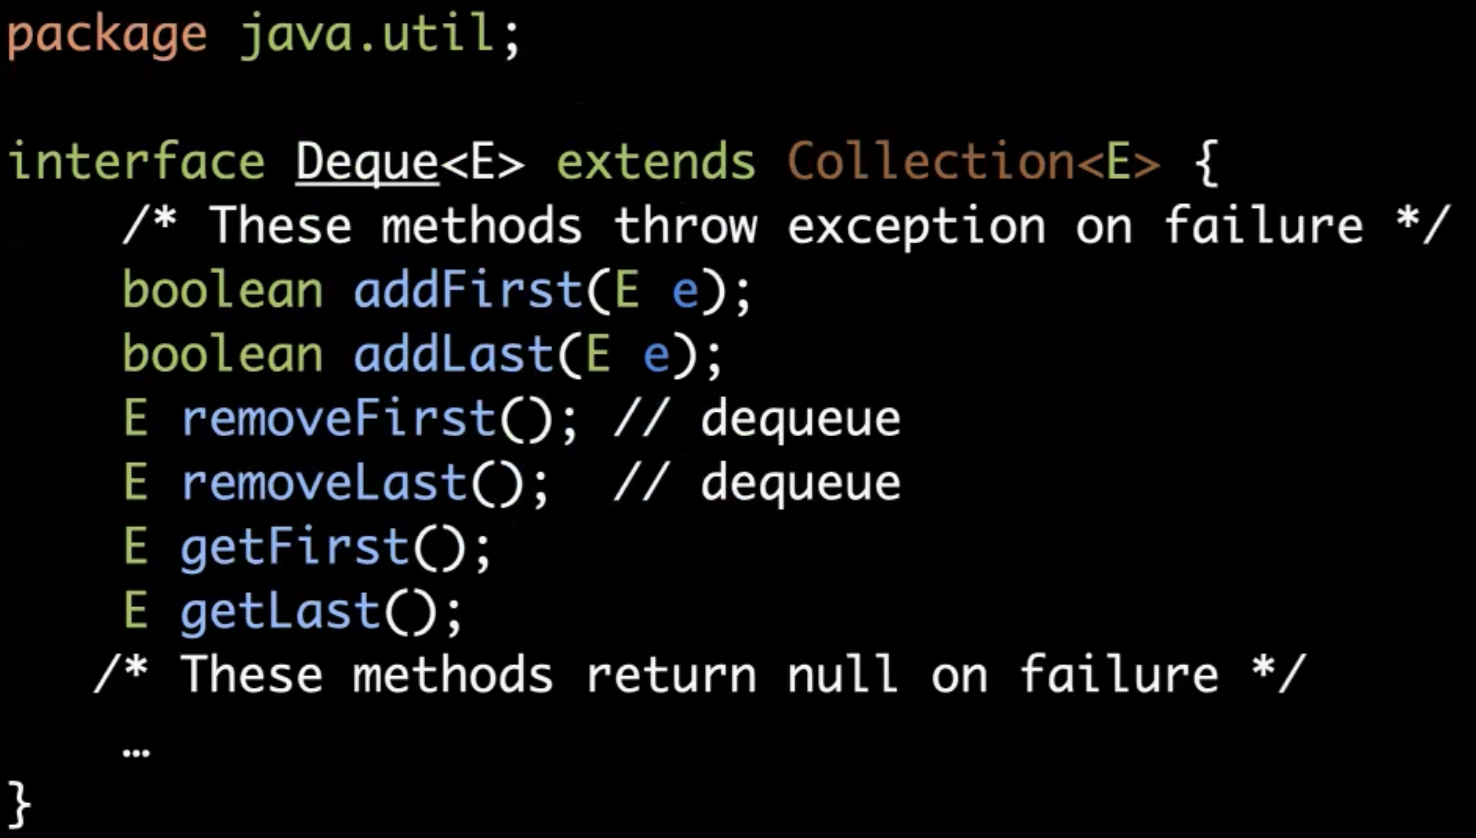 package java.util;
interface Deque<E> extends Collection<E> {
/* These methods throw exception on failure */
boolean addFirst(E e);
boolean addLast(E e);
E removeFirst(); // dequeue
E removeLast();  // dequeue
E getFirst();
E getLast();
/* These methods return null on failure */
…
}